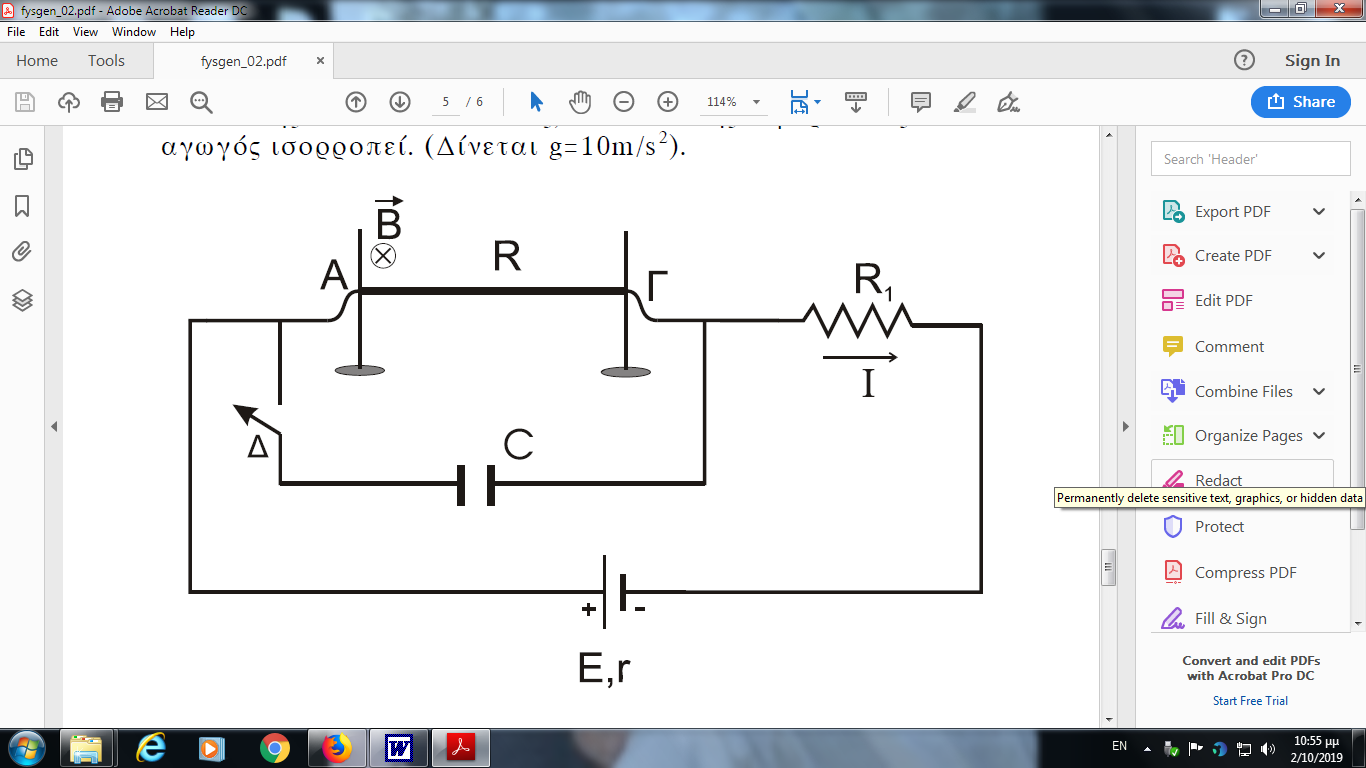 fysgen_02.pdf - Adobe Acrobat Reader DC
File Edit View Window Help
Home Tools fysgen_02.pdf × ? Sign In
5 / 6 114% Share
αγωγός ισορροπεί. (Δίνεται g=10m/s²).
B
A R Γ R₁
I
Δ C
+ -
E,r
Search 'Header'
Export PDF
Create PDF
Edit PDF
Comment
Combine Files
Organize Pages
Redact
Permanently delete sensitive text, graphics, or hidden data
Protect
Compress PDF
Fill & Sign
Convert and edit PDFs
with Acrobat Pro DC
Start Free Trial
EN 10:55 μμ
2/10/2019